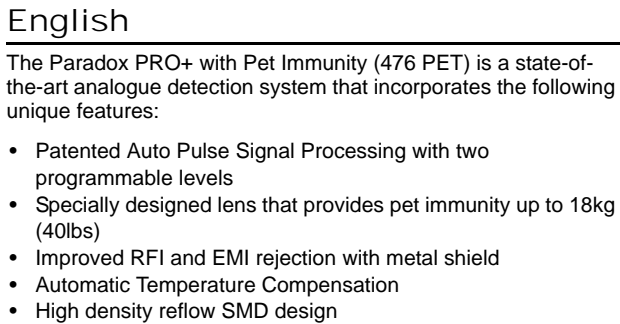 English
The Paradox PRO+ with Pet Immunity (476 PET) is a state-of-
the-art analogue detection system that incorporates the following
unique features:
• Patented Auto Pulse Signal Processing with two
programmable levels
• Specially designed lens that provides pet immunity up to 18kg
(40lbs)
• Improved RFI and EMI rejection with metal shield
• Automatic Temperature Compensation
• High density reflow SMD design